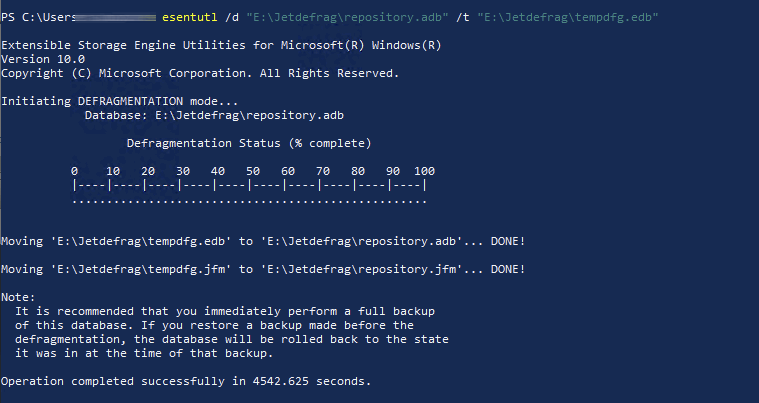 PS C:\Users esentutl /d "E:\Jetdefrag\repository.adb" /t "E:\Jetdefrag\tempdfg.edb"
Extensible Storage Engine Utilities for Microsoft(R) Windows(R)
Version 10.0
Copyright (C) Microsoft Corporation. All Rights Reserved.
Initiating DEFRAGMENTATION mode...
Database: E:\Jetdefrag\repository.adb
Defragmentation Status (% complete)
0 10 20 30 40 50 60 70 80 90 100
|----|----|----|----|----|----|----|----|----|----|
...................................................
Moving 'E:\Jetdefrag\tempdfg.edb' to 'E:\Jetdefrag\repository.adb'... DONE!
Moving 'E:\Jetdefrag\tempdfg.jfm' to 'E:\Jetdefrag\repository.jfm'... DONE!
Note:
It is recommended that you immediately perform a full backup
of this database. If you restore a backup made before the
defragmentation, the database will be rolled back to the state
it was in at the time of that backup.
Operation completed successfully in 4542.625 seconds.